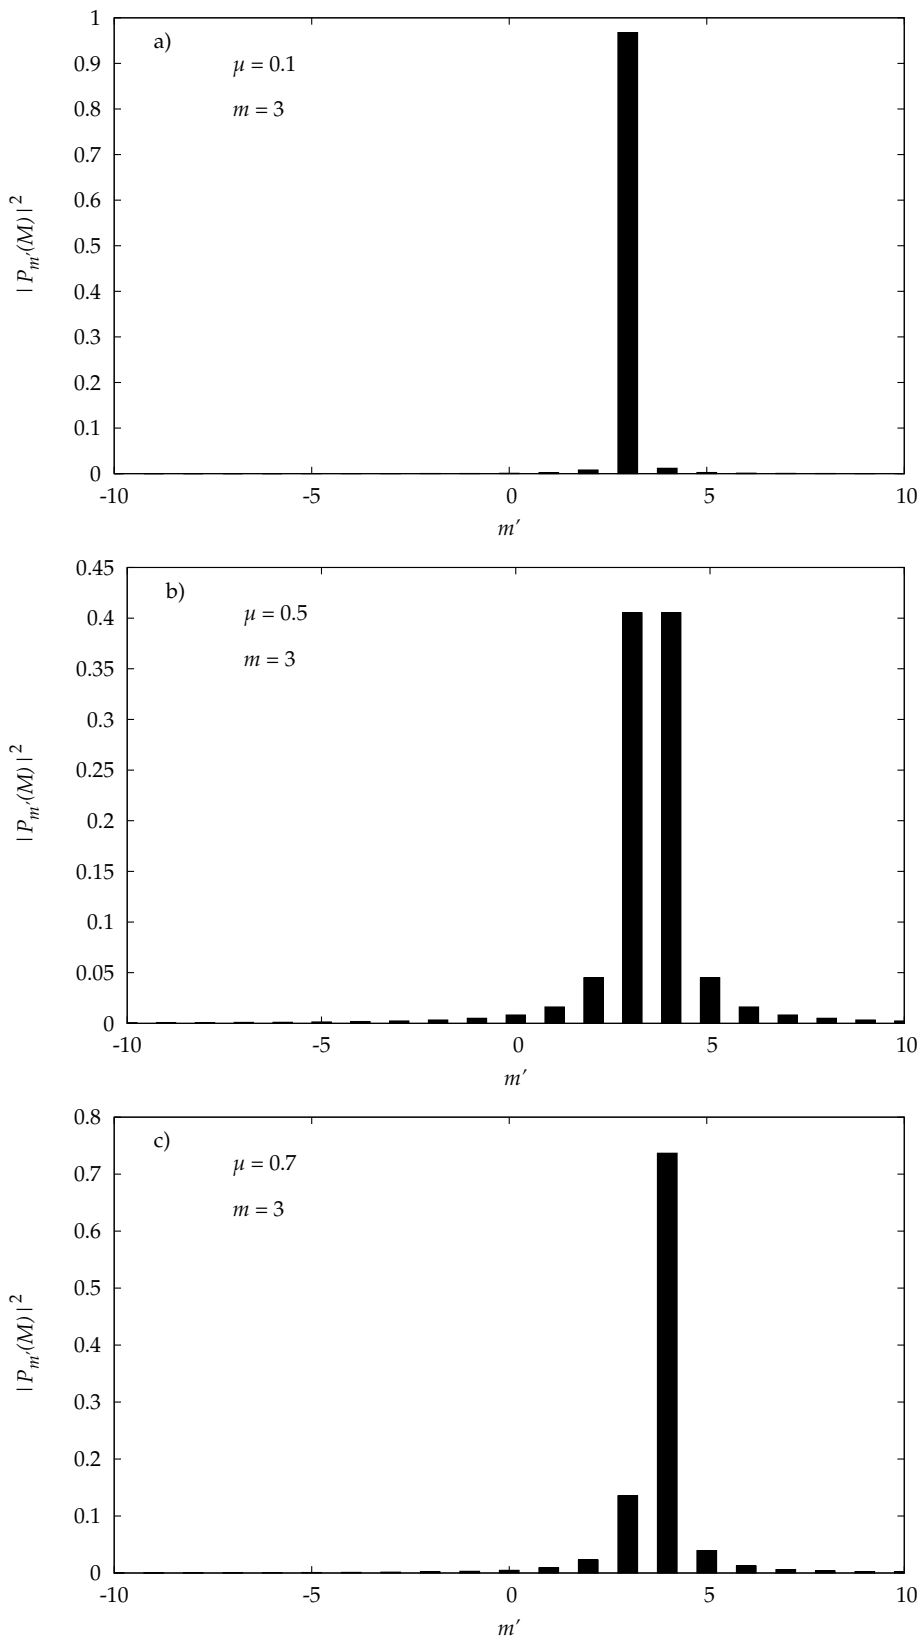 a)
μ = 0.1
m = 3
1
0.9
0.8
0.7
0.6
0.5
0.4
0.3
0.2
0.1
0
|P_{m′}(M)|²
-10 -5 0 5 10
m′
b)
μ = 0.5
m = 3
0.45
0.4
0.35
0.3
0.25
0.2
0.15
0.1
0.05
0
|P_{m′}(M)|²
-10 -5 0 5 10
m′
c)
μ = 0.7
m = 3
0.8
0.7
0.6
0.5
0.4
0.3
0.2
0.1
0
|P_{m′}(M)|²
-10 -5 0 5 10
m′